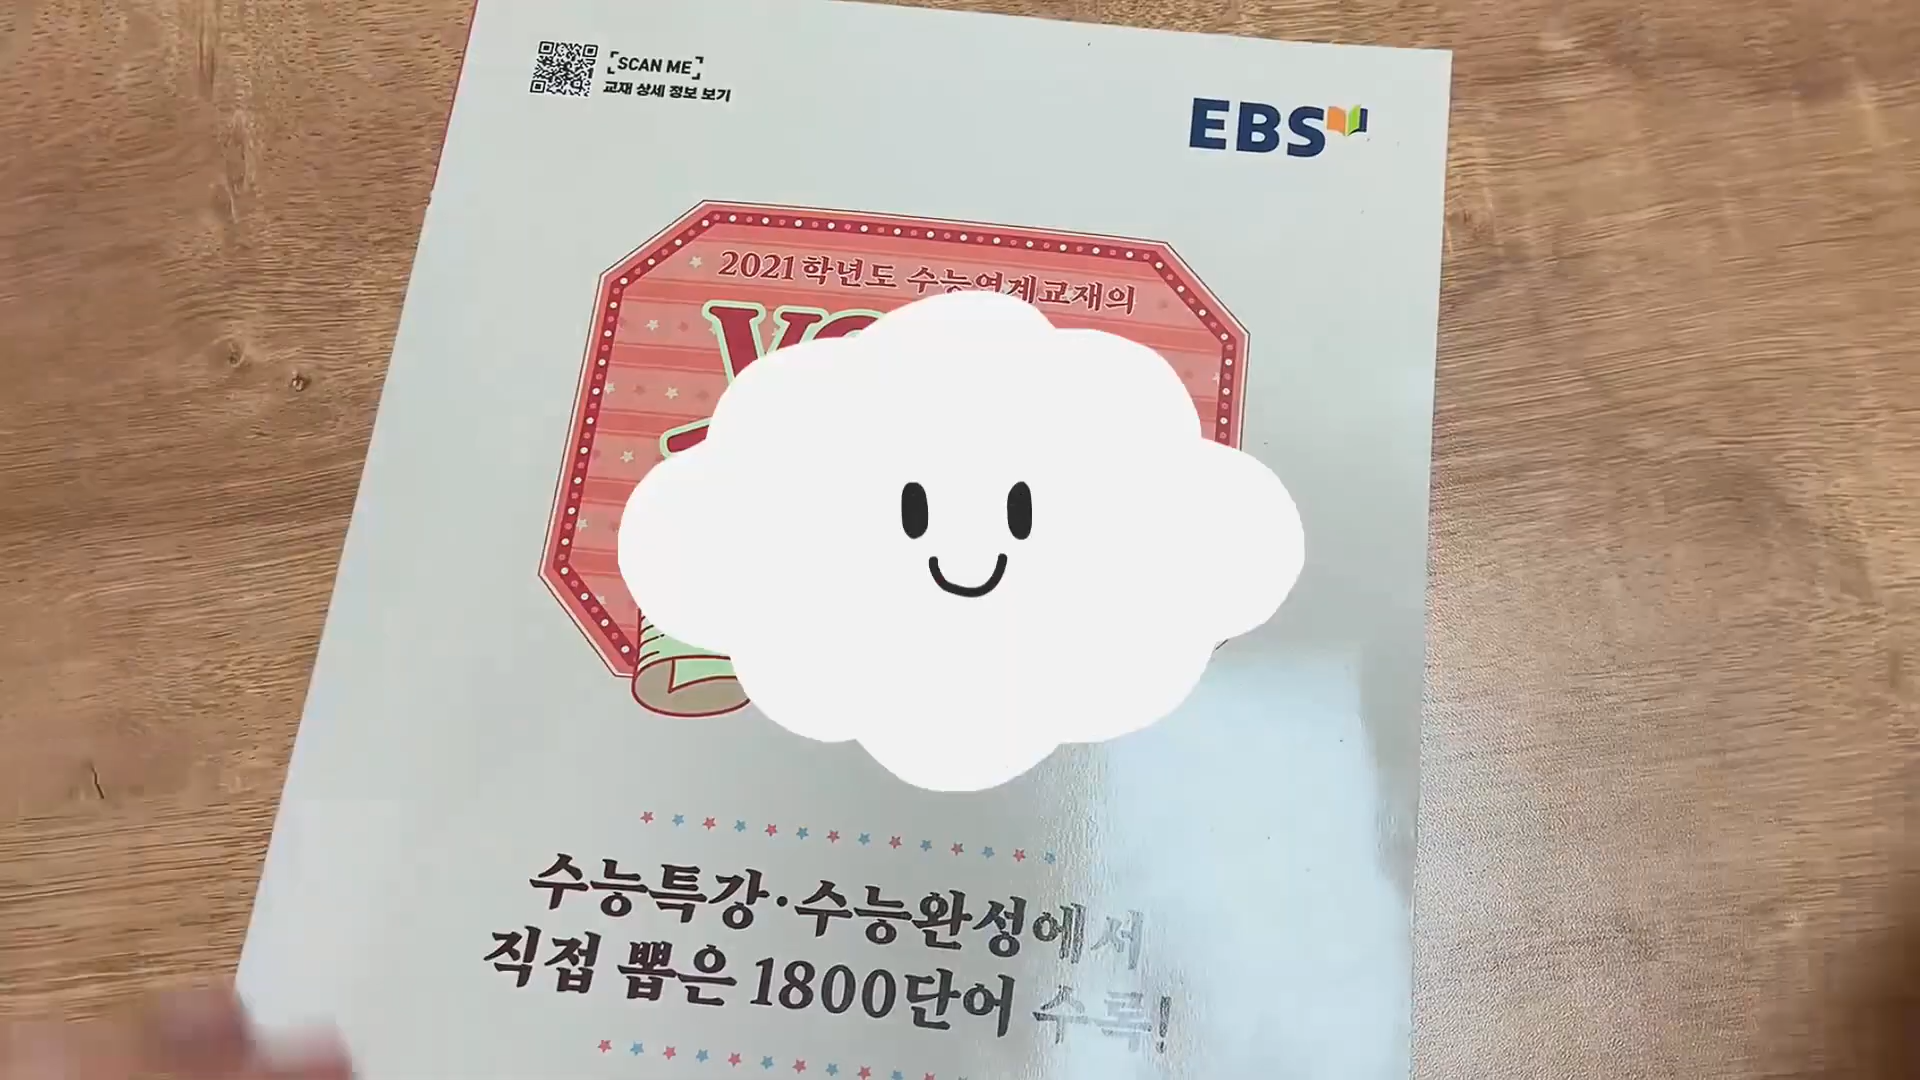 SCAN ME
교재 상세 정보 보기
EBS
2021학년도 수능연계교재의
수능특강·수능완성에서
직접 뽑은 1800단어 수록!